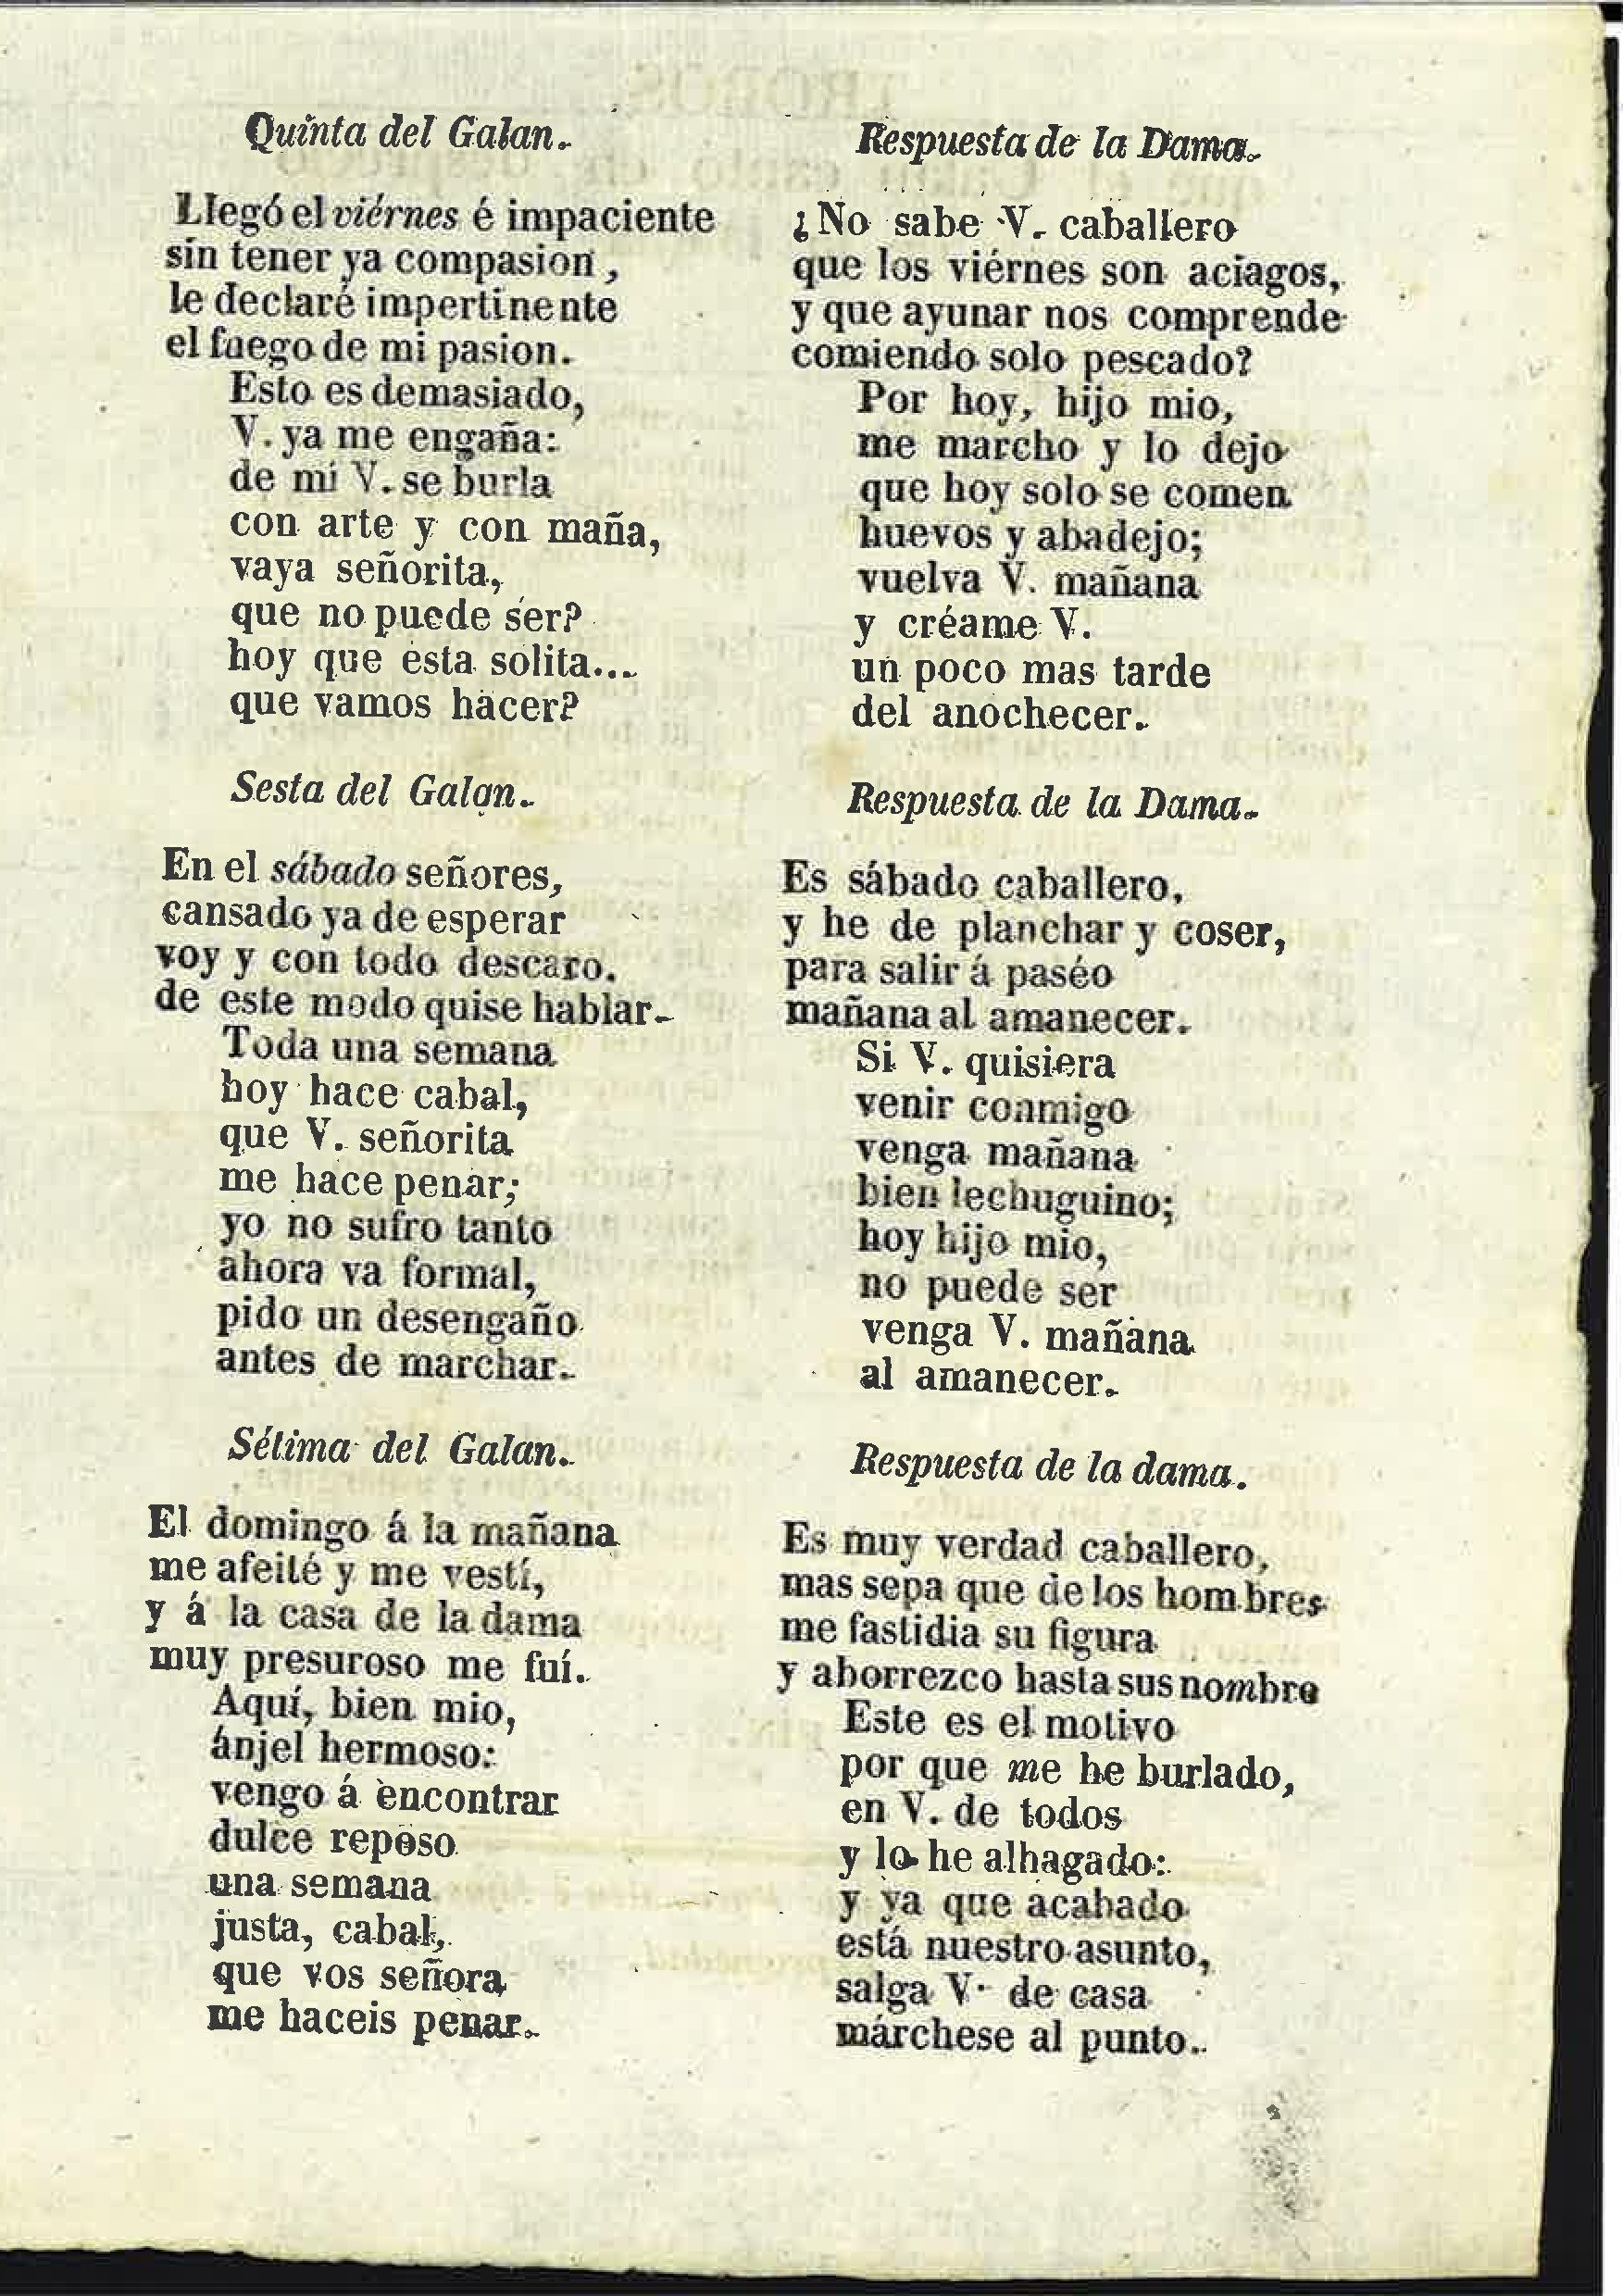 Quinta del Galan.
Llegó el viérnes é impaciente
sin tener ya compasion,
le declaré impertinente
el fuego de mi pasion.
Esto es demasiado,
V. ya me engaña:
de mí V. se burla
con arte y con maña,
vaya señorita,
que no puede ser?
hoy que esta solita...
que vamos hacer?
Respuesta de la Dama.
¿No sabe V. caballero
que los viérnes son aciagos,
y que ayunar nos comprende
comiendo solo pescado?
Por hoy, hijo mio,
me marcho y lo dejo
que hoy solo se comen
huevos y abadejo;
vuelva V. mañana
y créame V.
un poco mas tarde
del anochecer.
Sesta del Galan.
En el sábado señores,
cansado ya de esperar
voy y con todo descaro.
de este modo quise hablar.
Toda una semana
hoy hace cabal,
que V. señorita
me hace penar;
yo no sufro tanto
ahora va formal,
pido un desengaño
antes de marchar.
Respuesta de la Dama.
Es sábado caballero,
y he de planchar y coser,
para salir á paséo
mañana al amanecer.
Si V. quisiera
venir conmigo
venga mañana
bien lechuguino;
hoy hijo mio,
no puede ser
venga V. mañana
al amanecer.
Sétima del Galan.
El domingo á la mañana
me afeité y me vestí,
y á la casa de la dama
muy presuroso me fuí.
Aquí, bien mio,
ánjel hermoso:
vengo á encontrar
dulce reposo
una semana
justa, cabal,
que vos señora
me haceis penar.
Respuesta de la dama.
Es muy verdad caballero,
mas sepa que de los hombres
me fastidia su figura
y aborrezco hasta sus nombre
Este es el motivo
por que me he burlado,
en V. de todos
y lo he alhagado:
y ya que acabado
está nuestro asunto,
salga V. de casa
márchese al punto.